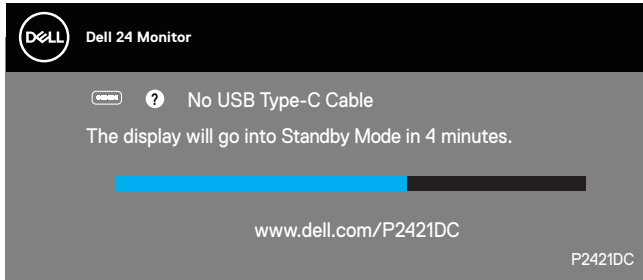 DELL
Dell 24 Monitor
No USB Type-C Cable
The display will go into Standby Mode in 4 minutes.
www.dell.com/P2421DC
P2421DC